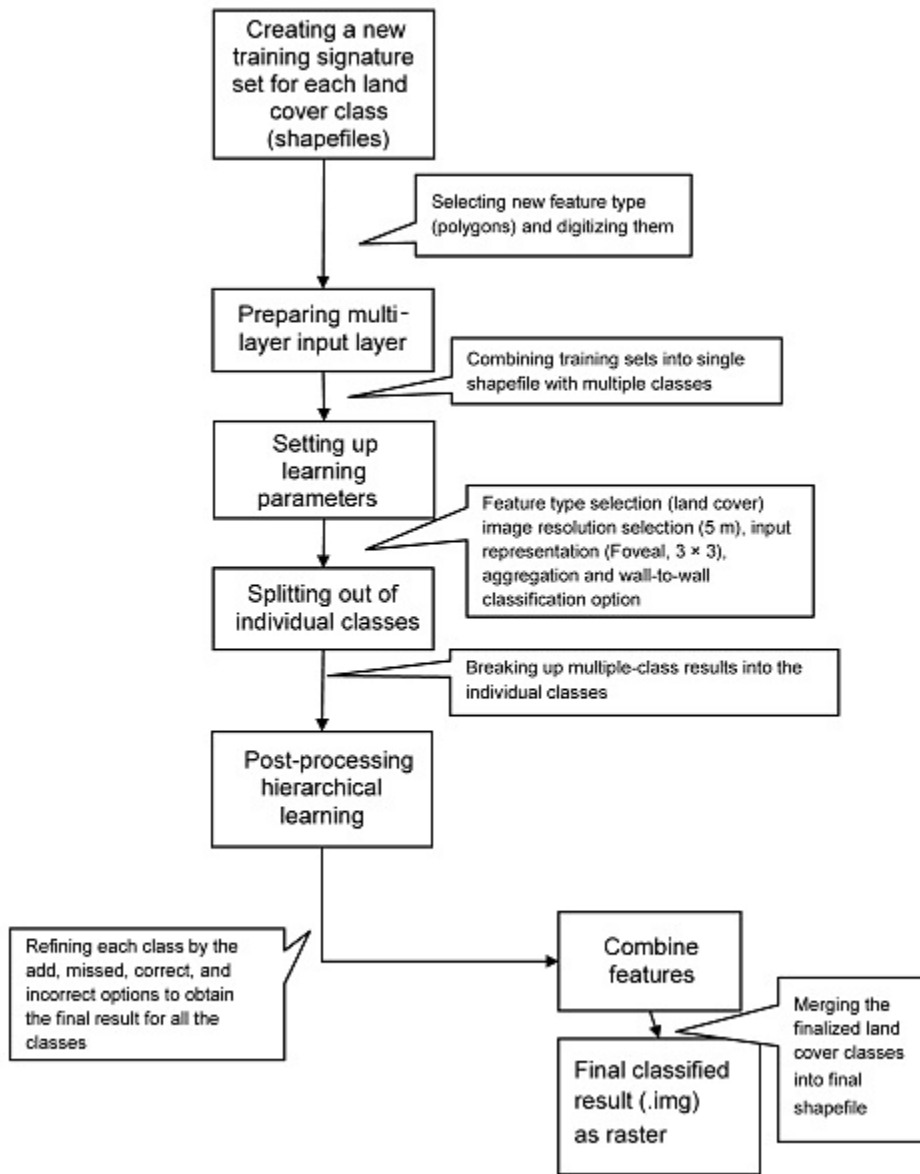 Creating a new
training signature
set for each land
cover class
(shapefiles)
Selecting new feature type
(polygons) and digitizing them
Preparing multi-
layer input layer
Combining training sets into single
shapefile with multiple classes
Setting up
learning
parameters
Feature type selection (land cover)
image resolution selection (5 m), input
representation (Foveal, 3 × 3),
aggregation and wall-to-wall
classification option
Splitting out of
individual classes
Breaking up multiple-class results into the
individual classes
Post-processing
hierarchical
learning
Refining each class by the
add, missed, correct, and
incorrect options to obtain
the final result for all the
classes
Combine
features
Merging the
finalized land
cover classes
into final
shapefile
Final classified
result (.img)
as raster